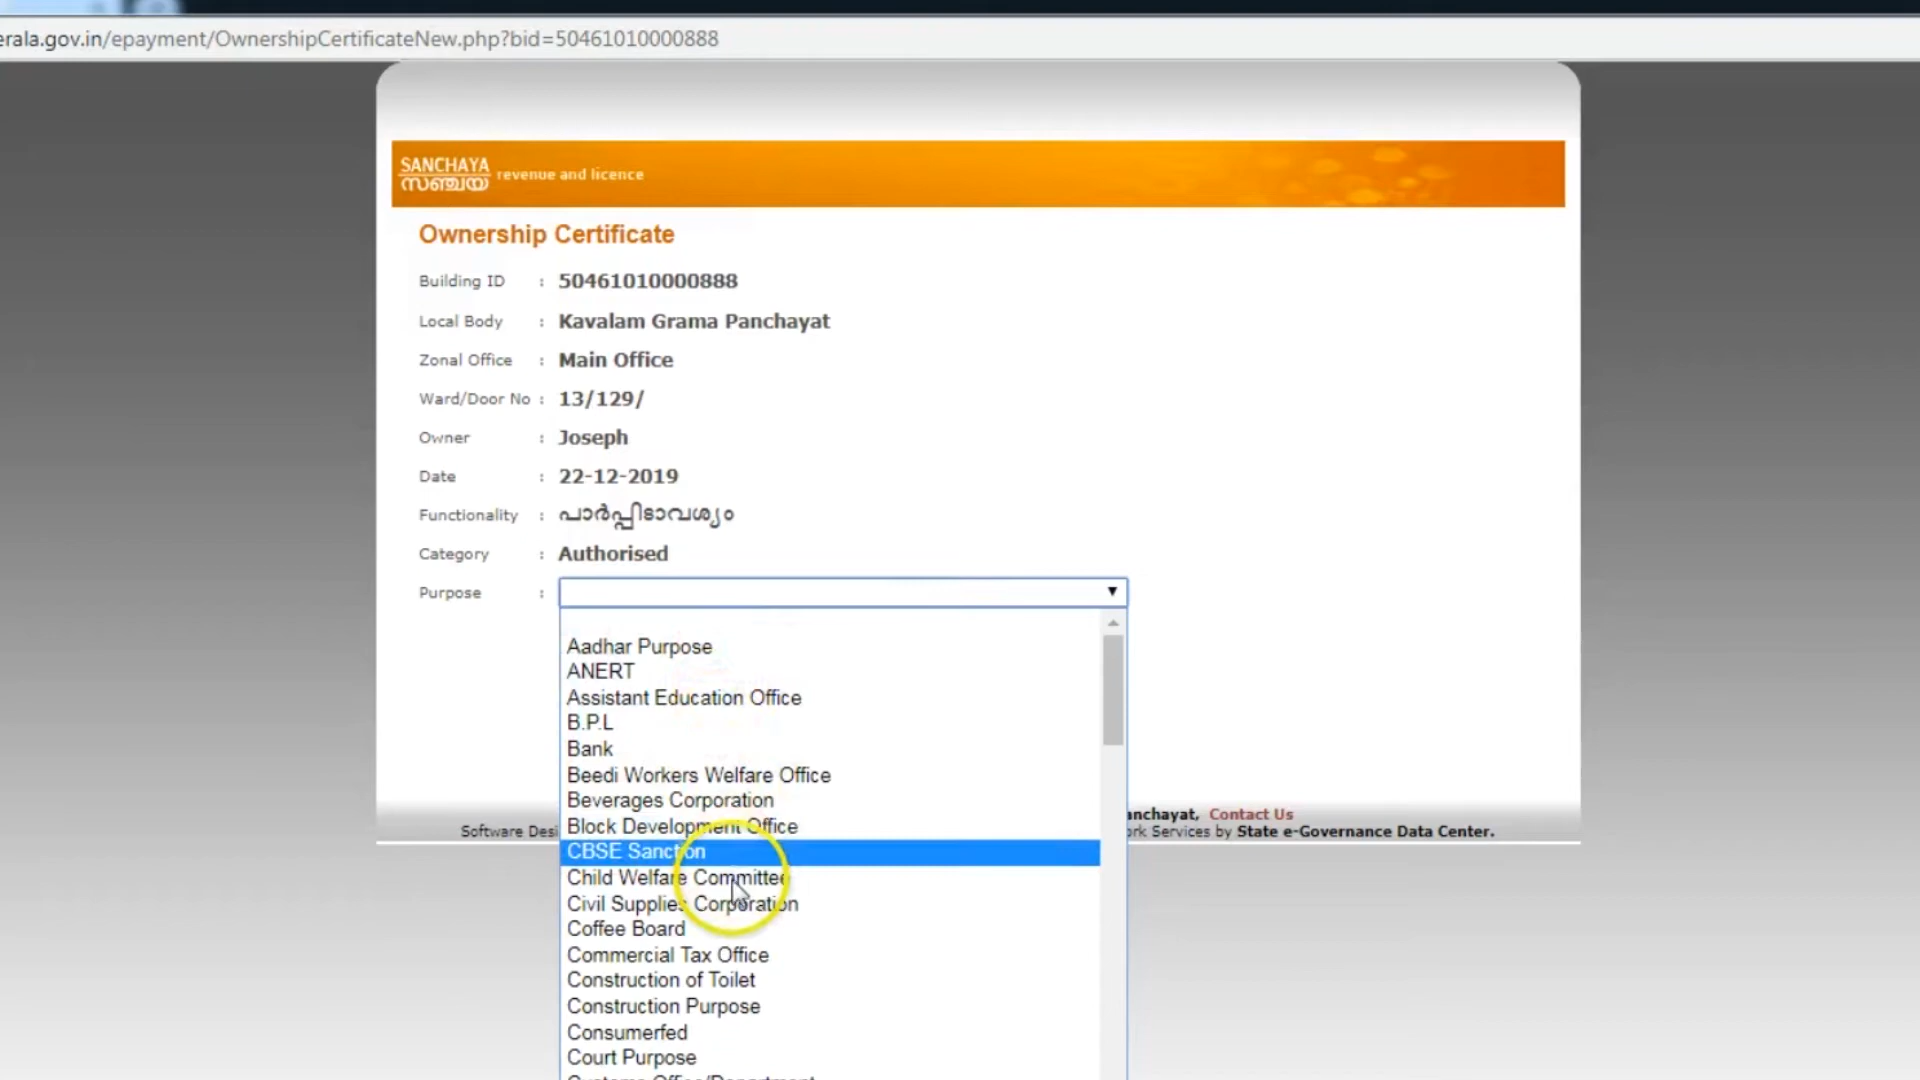 erala.gov.in/epayment/OwnershipCertificateNew.php?bid=50461010000888
SANCHAYA
സഞ്ചയ
revenue and licence
Ownership Certificate
Building ID : 50461010000888
Local Body : Kavalam Grama Panchayat
Zonal Office : Main Office
Ward/Door No : 13/129/
Owner : Joseph
Date : 22-12-2019
Functionality : പാർപ്പിടാവശ്യം
Category : Authorised
Purpose :
Aadhar Purpose
ANERT
Assistant Education Office
B.P.L
Bank
Beedi Workers Welfare Office
Beverages Corporation
Block Development Office
CBSE Sanction
Child Welfare Committee
Civil Supplies Corporation
Coffee Board
Commercial Tax Office
Construction of Toilet
Construction Purpose
Consumerfed
Court Purpose
Customs Office/Department
anchayat, Contact Us
Software Desi
rk Services by State e-Governance Data Center.